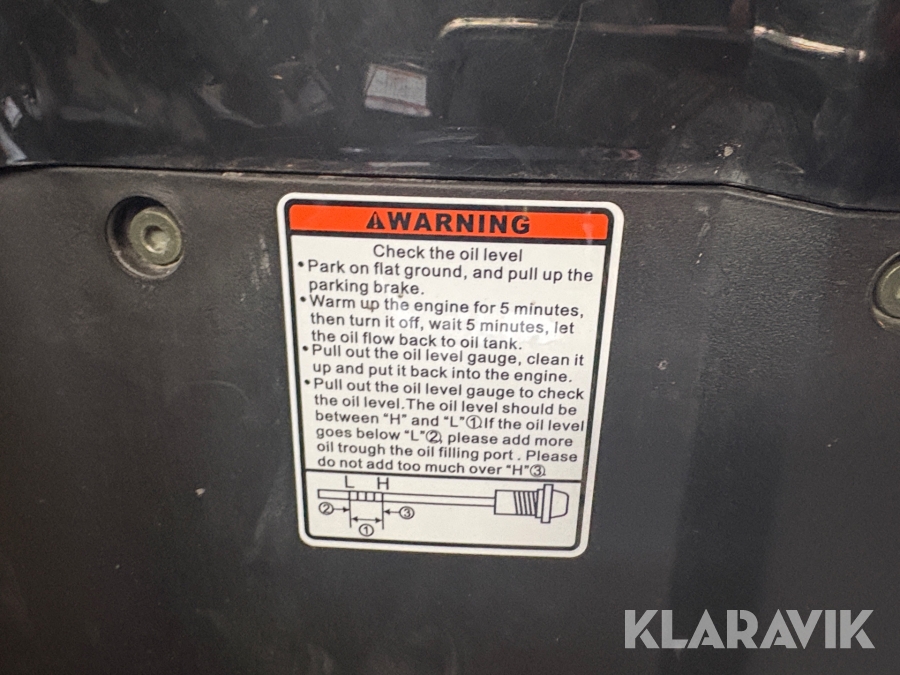 ⚠WARNING
Check the oil level
•Park on flat ground, and pull up the
parking brake.
•Warm up the engine for 5 minutes,
then turn it off, wait 5 minutes, let
the oil flow back to oil tank.
•Pull out the oil level gauge, clean it
up and put it back into the engine.
•Pull out the oil level gauge to check
the oil level.The oil level should be
between "H" and "L"①.If the oil level
goes below "L"②, please add more
oil trough the oil filling port . Please
do not add too much over "H"③.
L H
② ③
①
KLARAVIK